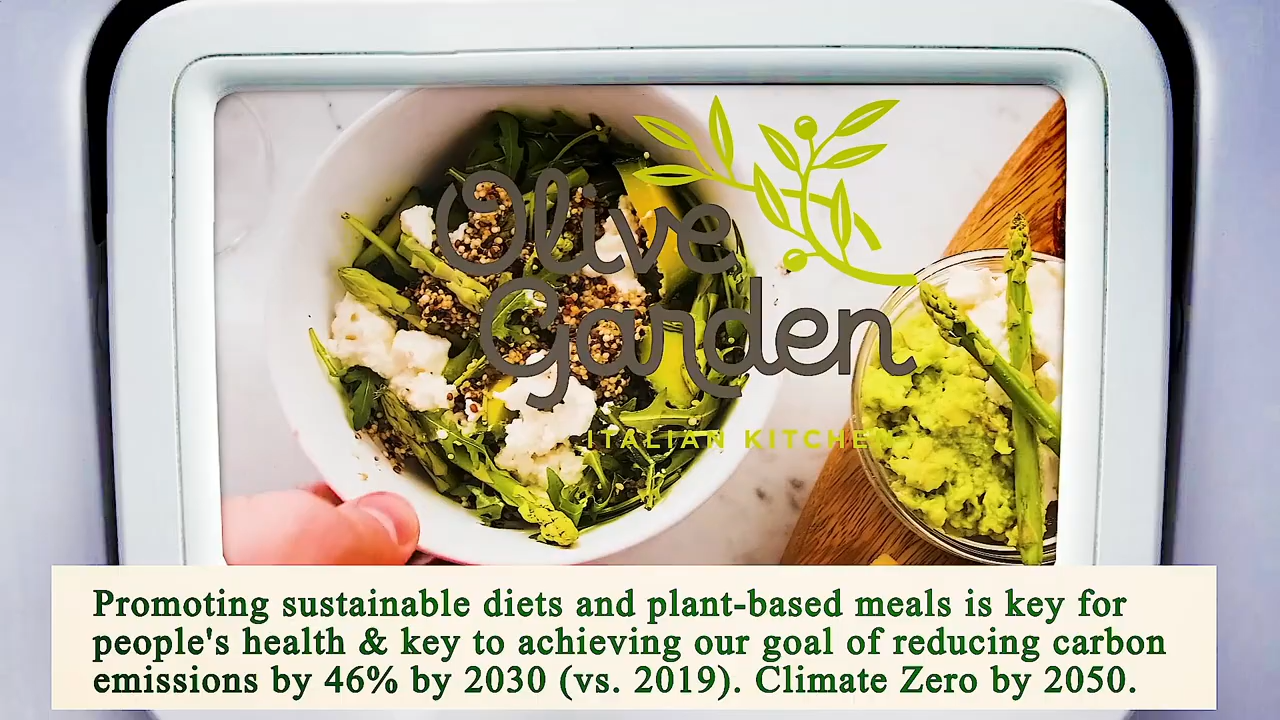 Olive
Garden
ITALIAN KITCHEN
Promoting sustainable diets and plant-based meals is key for
people's health & key to achieving our goal of reducing carbon
emissions by 46% by 2030 (vs. 2019). Climate Zero by 2050.